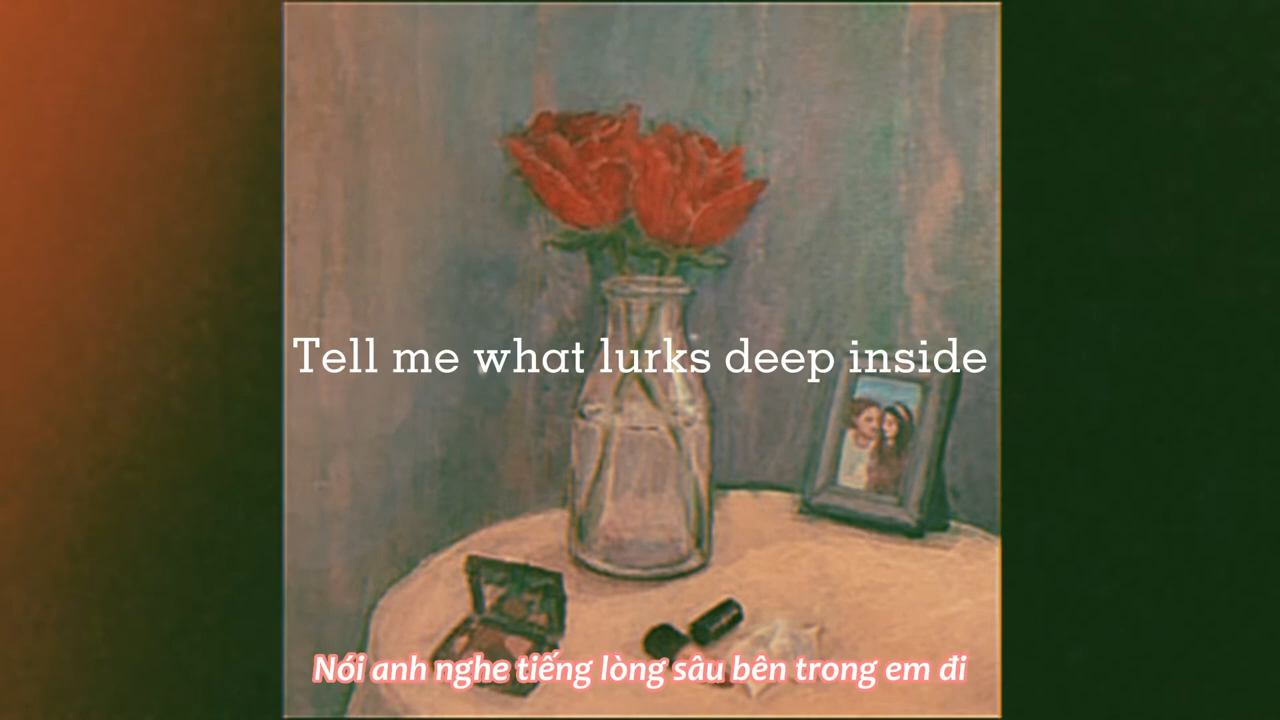 Tell me what lurks deep inside
Nói anh nghe tiếng lòng sâu bên trong em đi